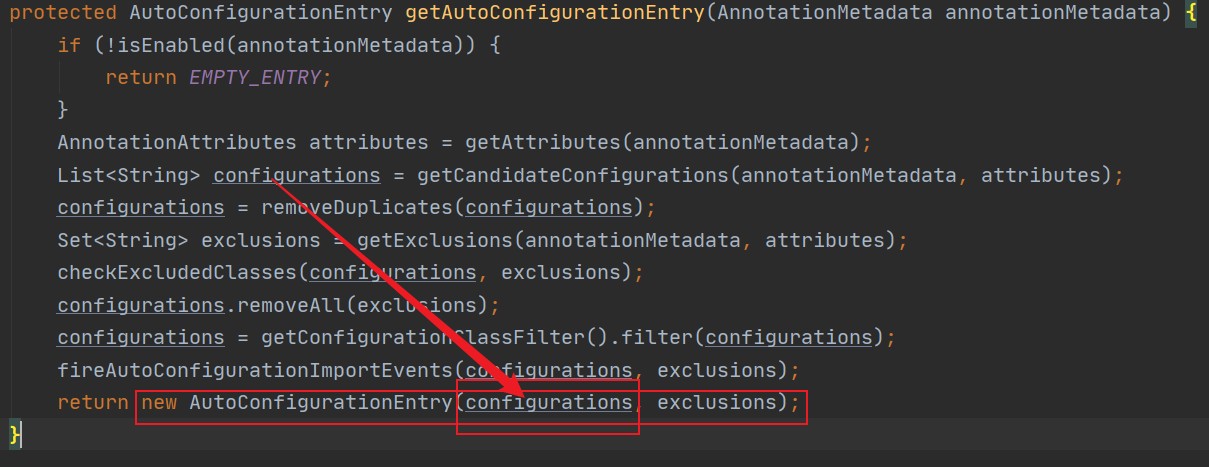 protected AutoConfigurationEntry getAutoConfigurationEntry(AnnotationMetadata annotationMetadata) {
if (!isEnabled(annotationMetadata)) {
return EMPTY_ENTRY;
}
AnnotationAttributes attributes = getAttributes(annotationMetadata);
List<String> configurations = getCandidateConfigurations(annotationMetadata, attributes);
configurations = removeDuplicates(configurations);
Set<String> exclusions = getExclusions(annotationMetadata, attributes);
checkExcludedClasses(configurations, exclusions);
configurations.removeAll(exclusions);
configurations = getConfigurationClassFilter().filter(configurations);
fireAutoConfigurationImportEvents(configurations, exclusions);
return new AutoConfigurationEntry(configurations, exclusions);
}